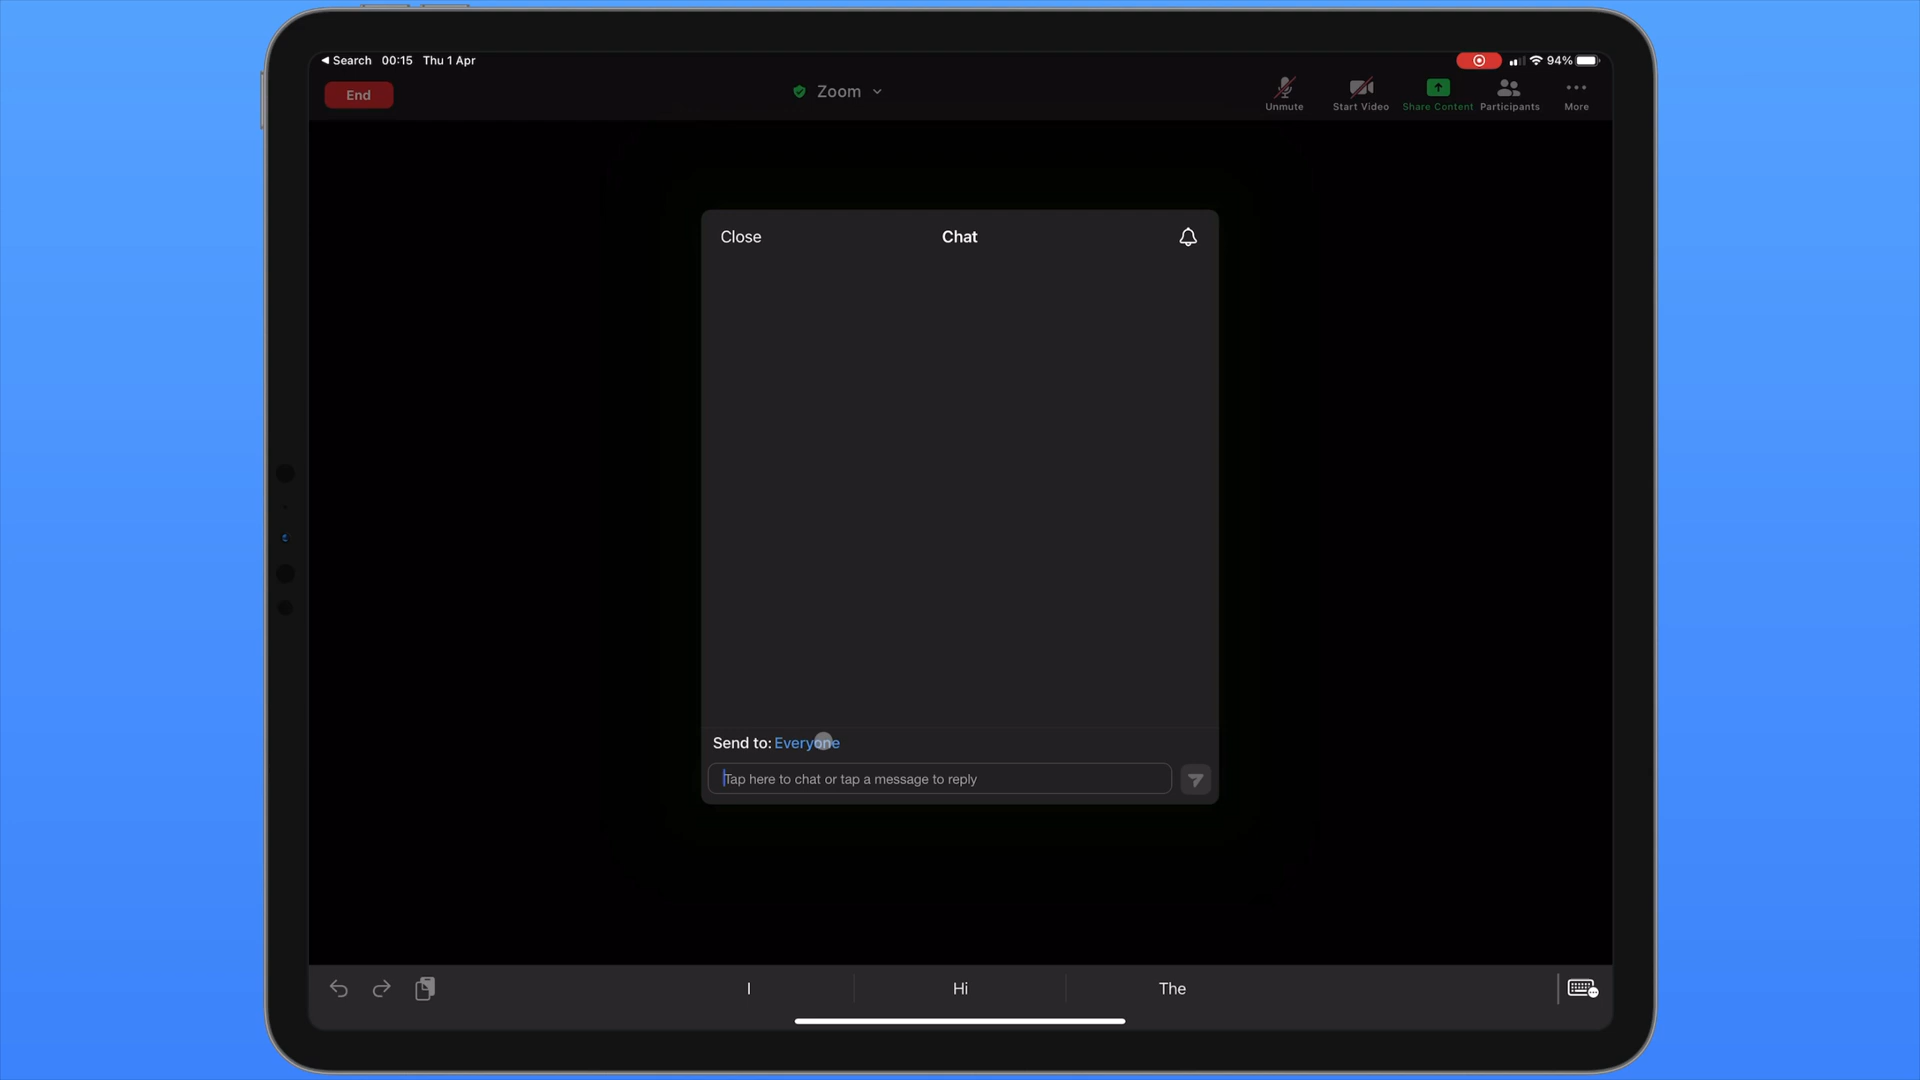 Search 00:15 Thu 1 Apr 94%
End
Zoom
Unmute
Start Video
Share Content
Participants
More
Close
Chat
Send to: Everyone
Tap here to chat or tap a message to reply
I
Hi
The